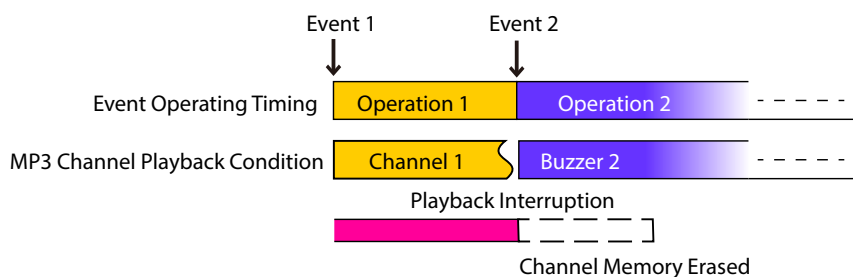 Event 1 Event 2
Event Operating Timing Operation 1 Operation 2
MP3 Channel Playback Condition Channel 1 Buzzer 2
Playback Interruption
Channel Memory Erased